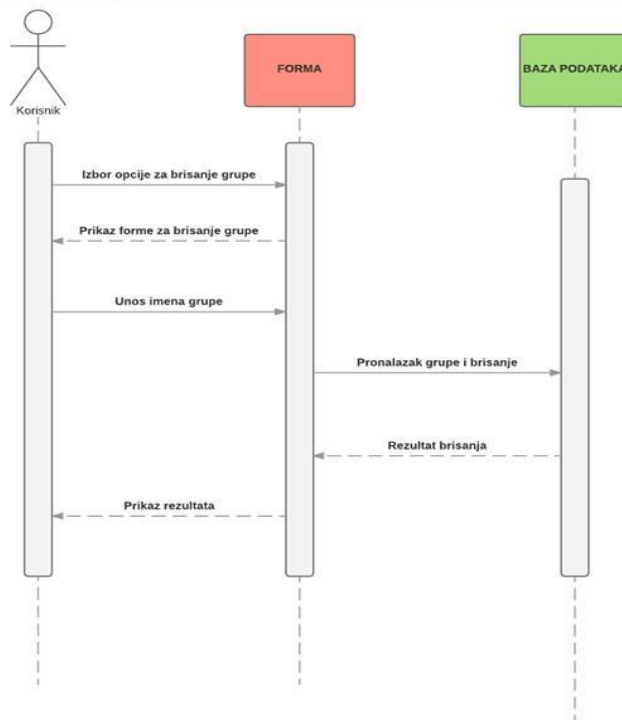 FORMA
BAZA PODATAKA
Korisnik
Izbor opcije za brisanje grupe
Prikaz forme za brisanje grupe
Unos imena grupe
Pronalazak grupe i brisanje
Rezultat brisanja
Prikaz rezultata